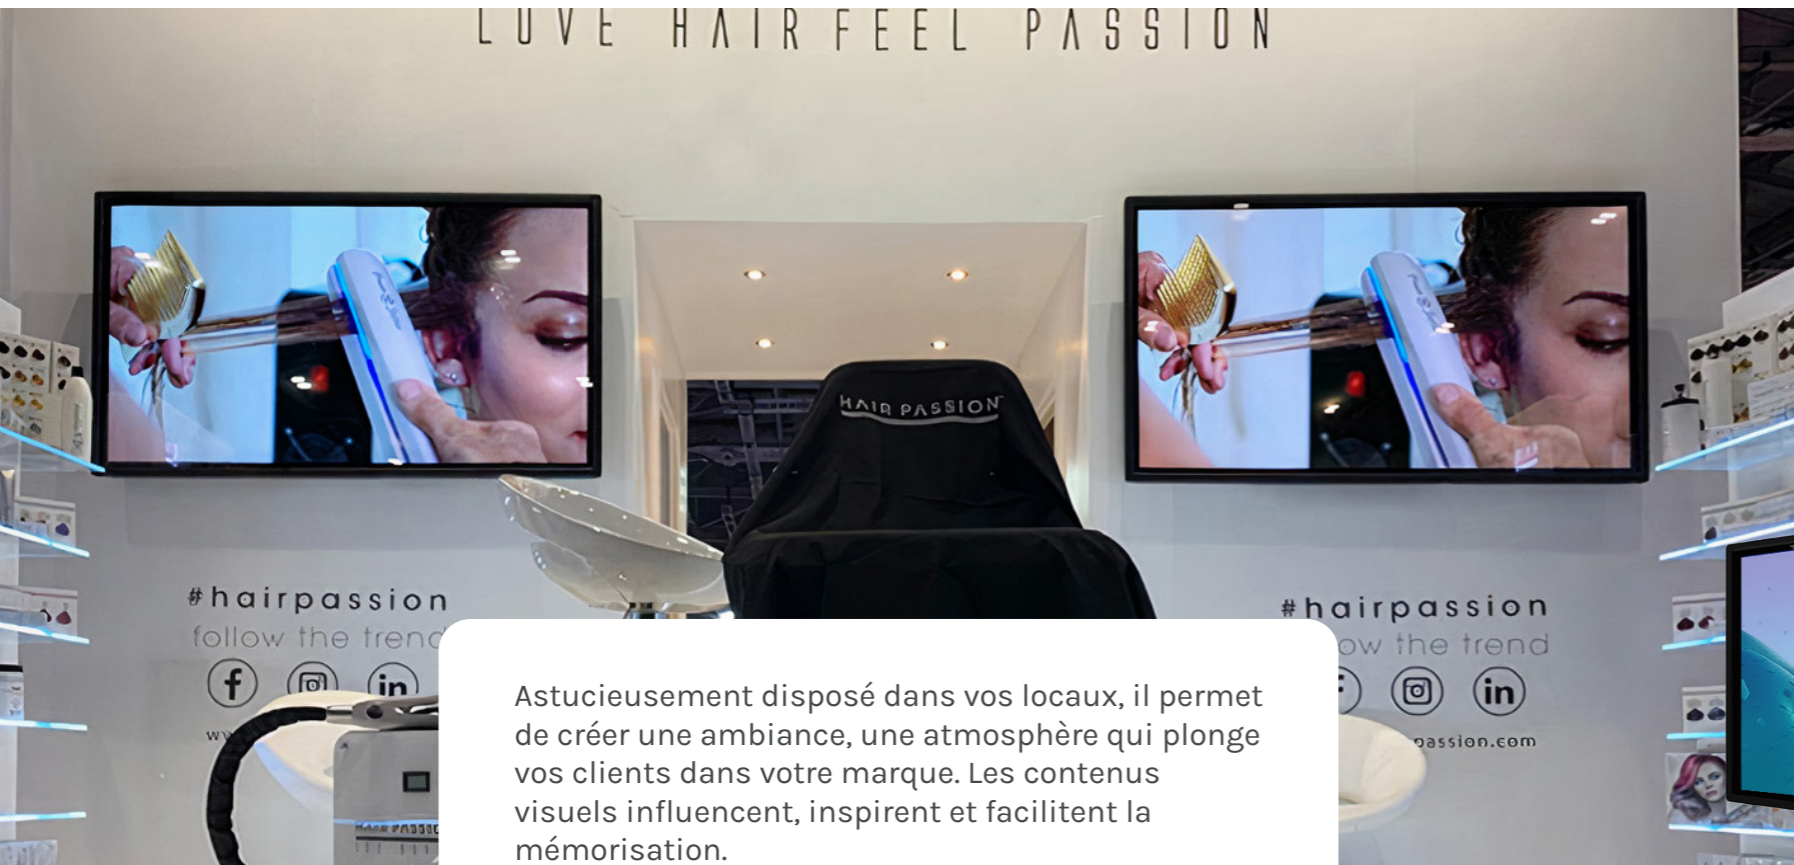 LOVE HAIR FEEL PASSION
HAIR PASSION
#hairpassion
follow the trend
#hairpassion
ow the trend
passion.com
HAIR PASSIO
Astucieusement disposé dans vos locaux, il permet
de créer une ambiance, une atmosphère qui plonge
vos clients dans votre marque. Les contenus
visuels influencent, inspirent et facilitent la
mémorisation.